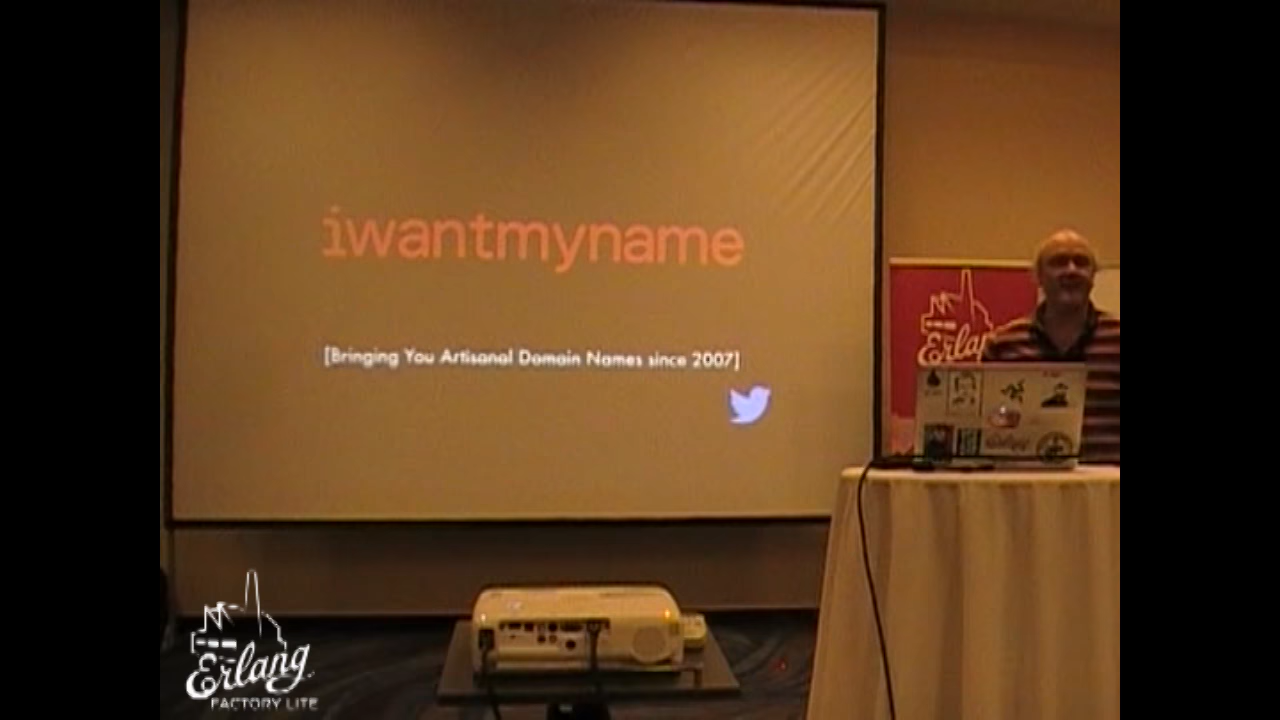 iwantmyname
[Bringing You Artisanal Domain Names since 2007]
Erlang
Erlang
FACTORY LITE